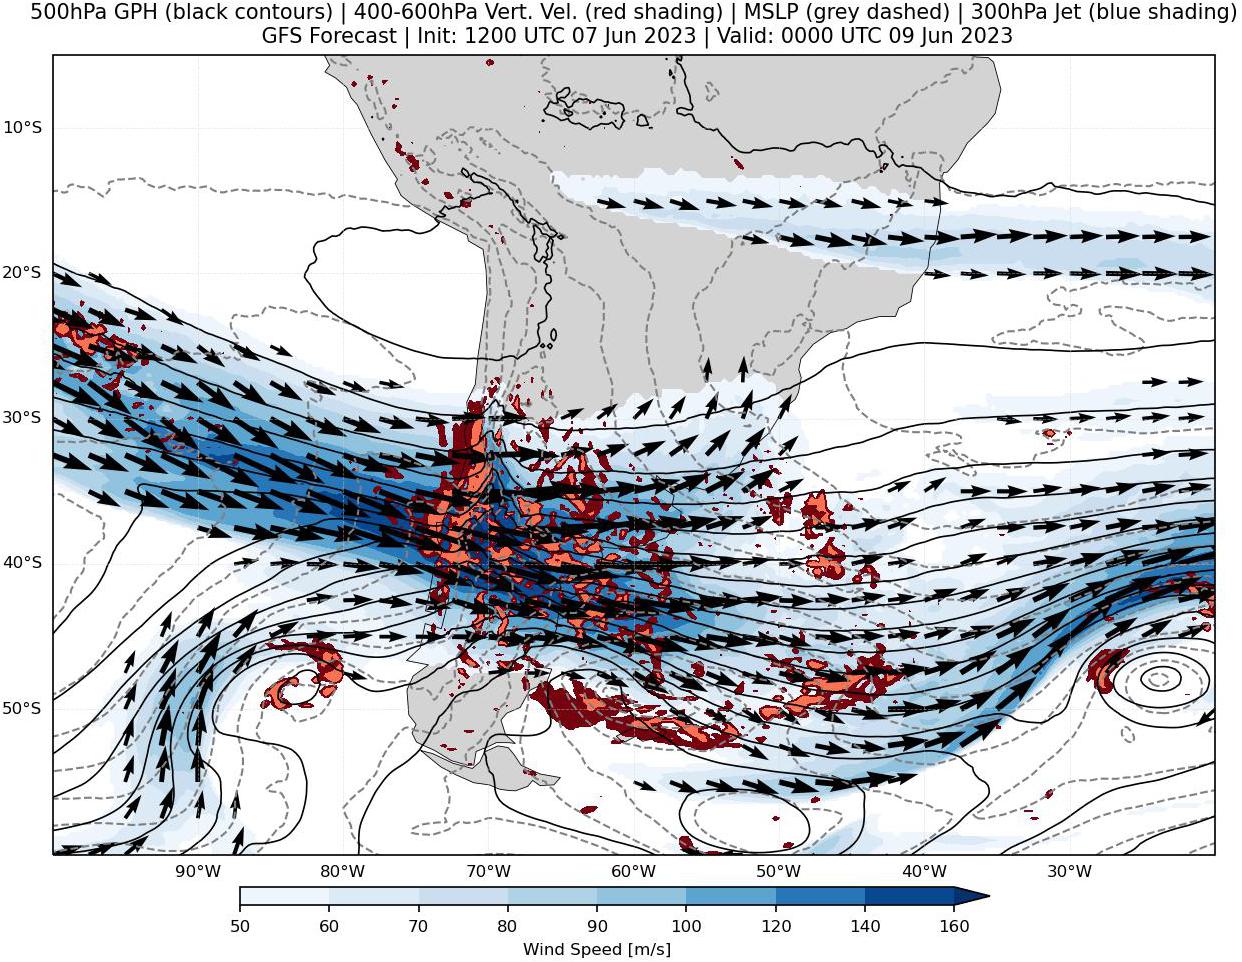 500hPa GPH (black contours) | 400-600hPa Vert. Vel. (red shading) | MSLP (grey dashed) | 300hPa Jet (blue shading)
GFS Forecast | Init: 1200 UTC 07 Jun 2023 | Valid: 0000 UTC 09 Jun 2023
10°S
20°S
30°S
40°S
50°S
90°W 80°W 70°W 60°W 50°W 40°W 30°W
50 60 70 80 90 100 120 140 160
Wind Speed [m/s]